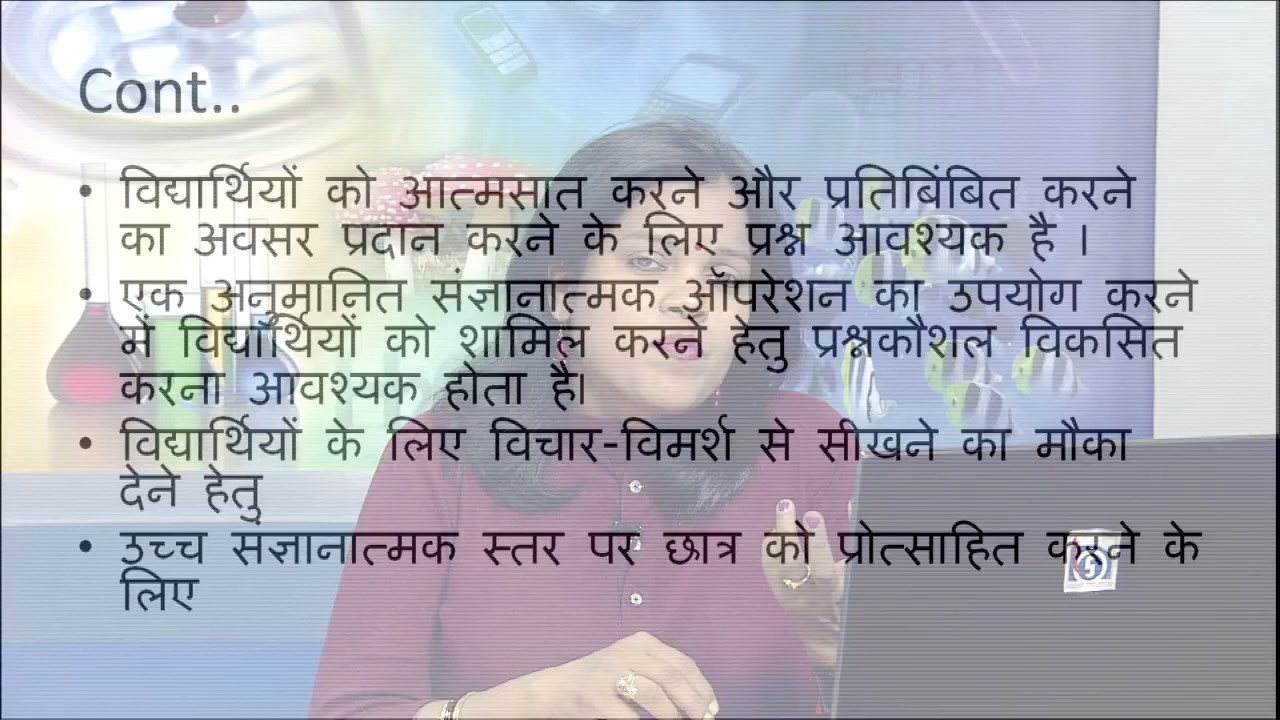 Cont..
• विद्यार्थियों को आत्मसात करने और प्रतिबिंबित करने
का अवसर प्रदान करने के लिए प्रश्न आवश्यक है ।
• एक अनुमानित संज्ञानात्मक ऑपरेशन का उपयोग करने
में विद्यार्थियों को शामिल करने हेतु प्रश्नकौशल विकसित
करना आवश्यक होता है।
• विद्यार्थियों के लिए विचार-विमर्श से सीखने का मौका
देने हेतु
• उच्च संज्ञानात्मक स्तर पर छात्र को प्रोत्साहित करने के
लिए